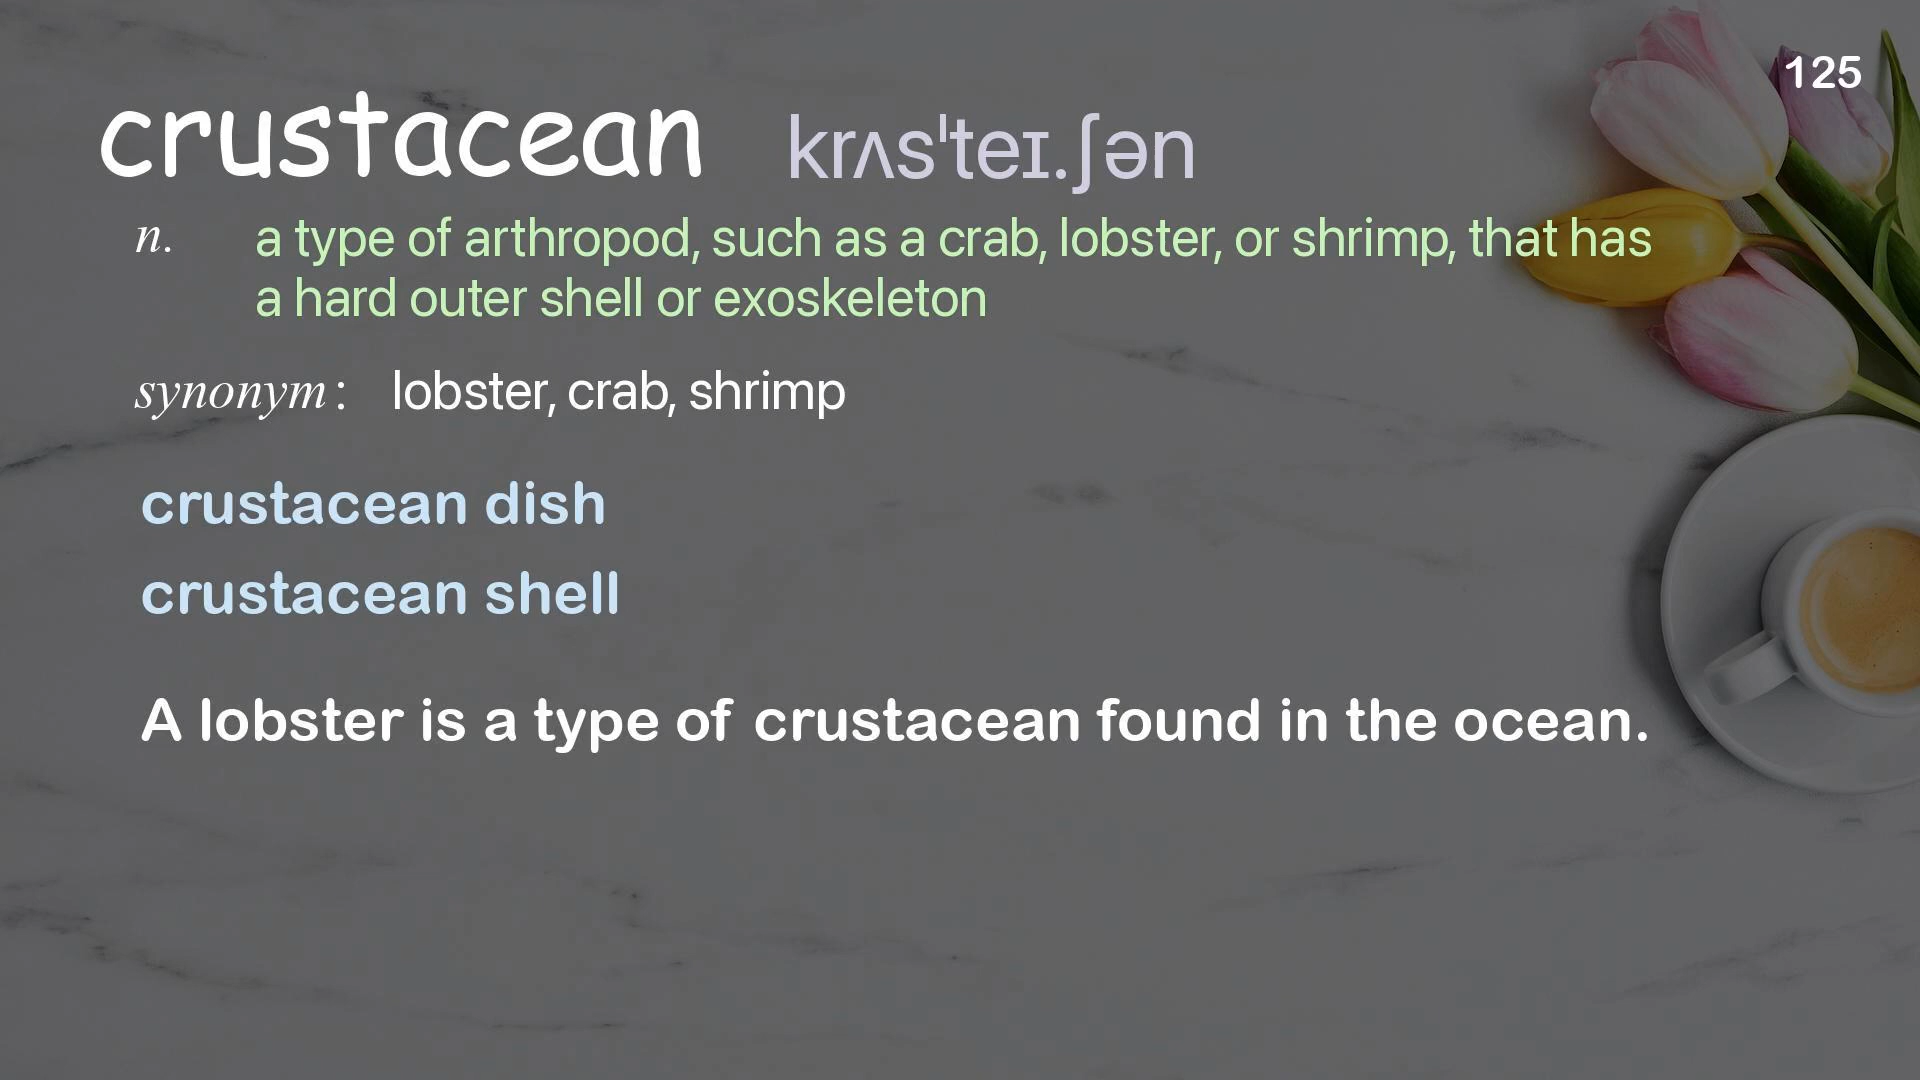 125
crustacean krʌsˈteɪ.ʃən
n. a type of arthropod, such as a crab, lobster, or shrimp, that has
a hard outer shell or exoskeleton
synonym: lobster, crab, shrimp
crustacean dish
crustacean shell
A lobster is a type of crustacean found in the ocean.